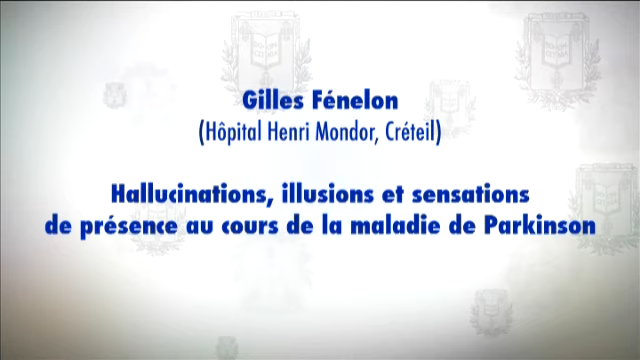 Gilles Fénelon
(Hôpital Henri Mondor, Créteil)
Hallucinations, illusions et sensations
de présence au cours de la maladie de Parkinson